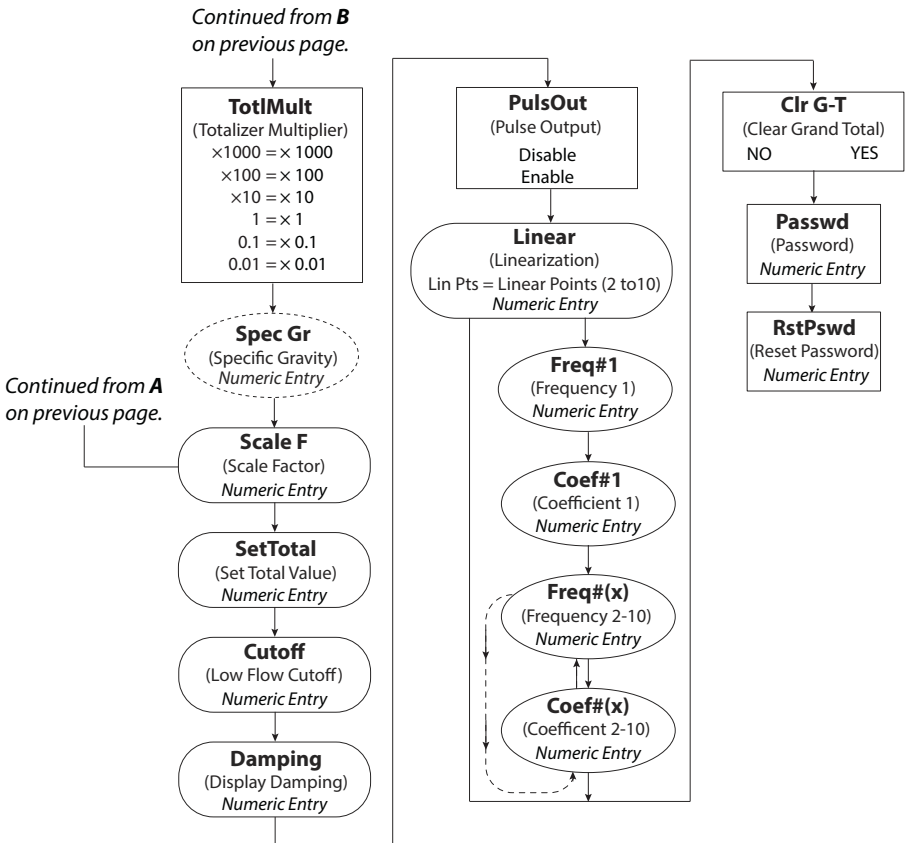 Continued from B
on previous page.
TotlMult
(Totalizer Multiplier)
×1000 = × 1000
×100 = × 100
×10 = × 10
1 = × 1
0.1 = × 0.1
0.01 = × 0.01
Spec Gr
(Specific Gravity)
Numeric Entry
Continued from A
on previous page.
Scale F
(Scale Factor)
Numeric Entry
SetTotal
(Set Total Value)
Numeric Entry
Cutoff
(Low Flow Cutoff)
Numeric Entry
Damping
(Display Damping)
Numeric Entry
PulsOut
(Pulse Output)
Disable
Enable
Linear
(Linearization)
Lin Pts = Linear Points (2 to10)
Numeric Entry
Freq#1
(Frequency 1)
Numeric Entry
Coef#1
(Coefficient 1)
Numeric Entry
Freq#(x)
(Frequency 2-10)
Numeric Entry
Coef#(x)
(Coefficent 2-10)
Numeric Entry
Clr G-T
(Clear Grand Total)
NO YES
Passwd
(Password)
Numeric Entry
RstPswd
(Reset Password)
Numeric Entry